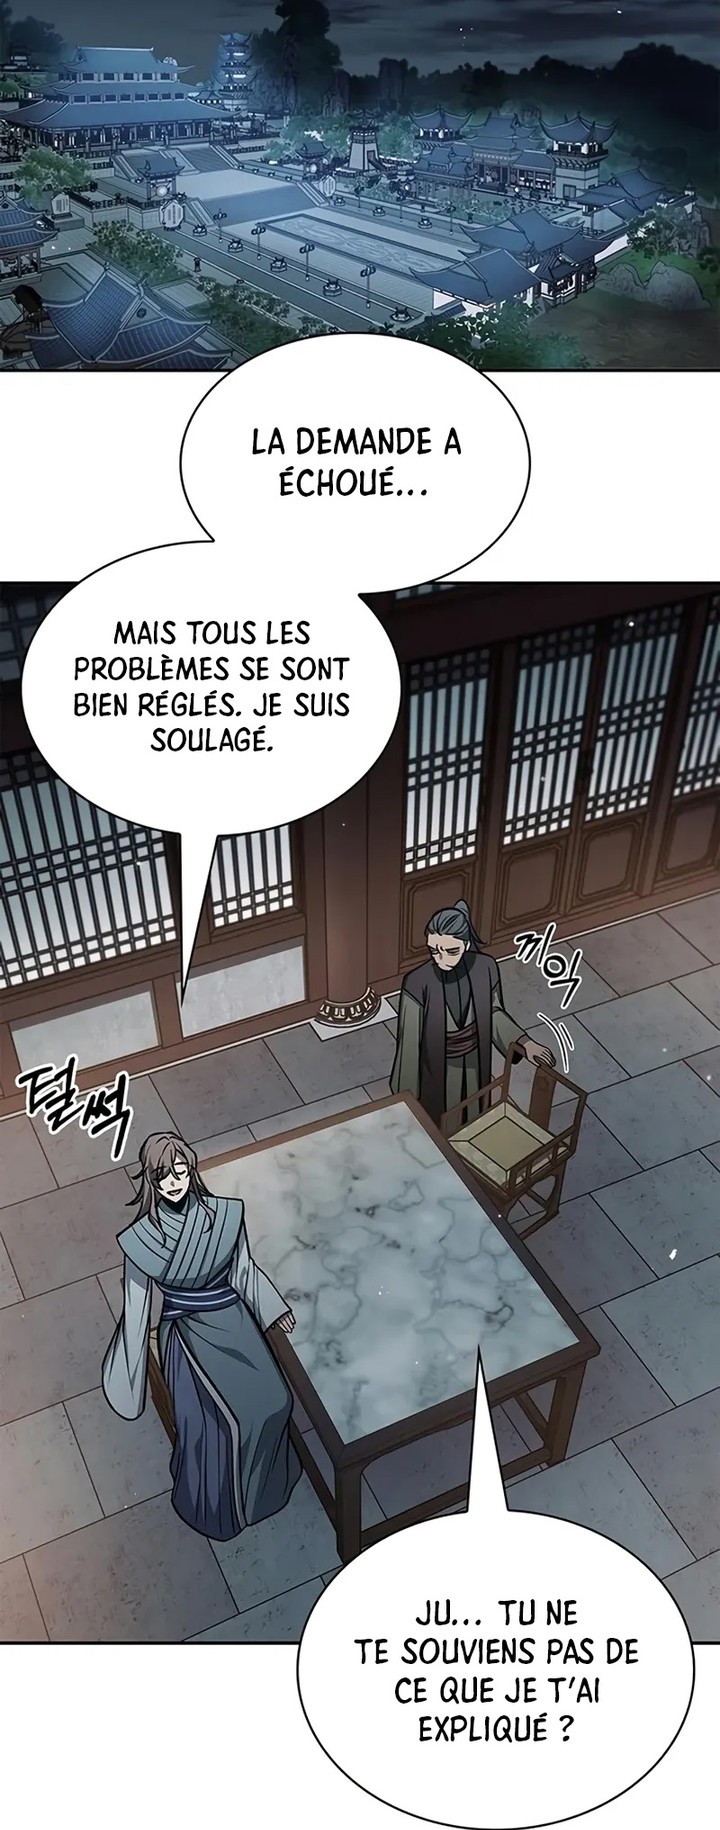 LA DEMANDE A
ÉCHOUÉ...
MAIS TOUS LES
PROBLÈMES SE SONT
BIEN RÉGLÉS. JE SUIS
SOULAGÉ.
끼익
털썩
JU... TU NE
TE SOUVIENS PAS DE
CE QUE JE T'AI
EXPLIQUÉ ?